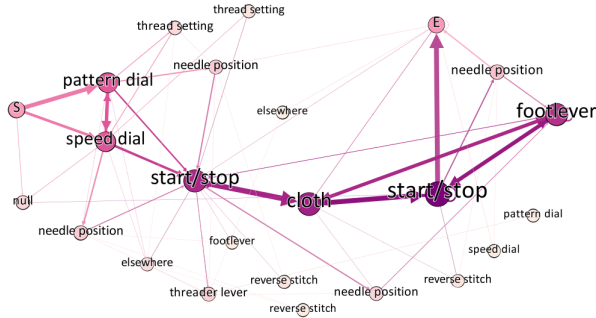 thread setting
thread setting
E
needle position
needle position
pattern dial
S
elsewhere
footlever
speed dial
start/stop
start/stop
null
cloth
pattern dial
needle position
footlever
speed dial
elsewhere
reverse stitch
reverse stitch
threader lever
needle position
reverse stitch